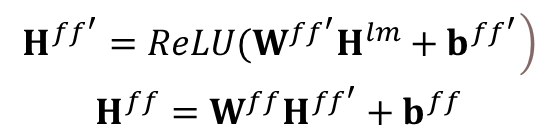 𝐇^{ff′} = ReLU(𝐖^{ff′}𝐇^{lm} + 𝐛^{ff′})
𝐇^{ff} = 𝐖^{ff}𝐇^{ff′} + 𝐛^{ff}